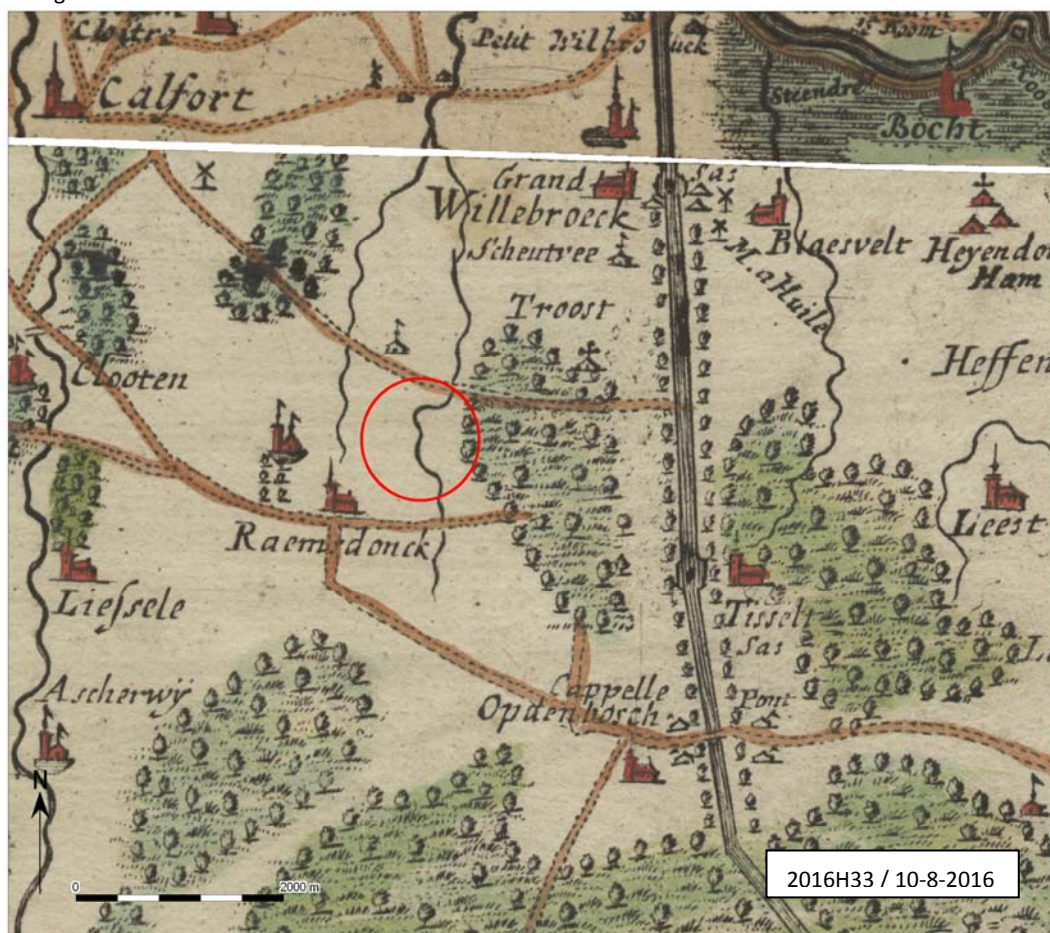 Petit Wilbroeck
Calfort
Steendre
Bocht
Grand
Willebroeck
Sas
Scheutree
Blaesvelt
Heyendo
Ham
M. a Huile
Troost
Heffen
Clooten
Raemsdonck
Leest
Liessele
Tisselt
Sas
Ascherwÿ
Cappelle
Opdenbosch
Pont
N
0 2000 m
2016H33 / 10-8-2016